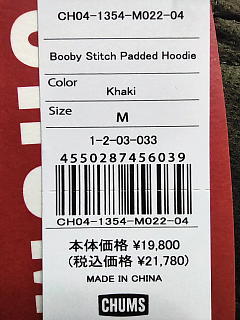 CH04-1354-M022-04
Booby Stitch Padded Hoodie
Color
Khaki
Size
M
1-2-03-033
4550287456039
CH04-1354-M022-04
本体価格 ¥19,800
(税込価格 ¥21,780)
MADE IN CHINA
CHUMS